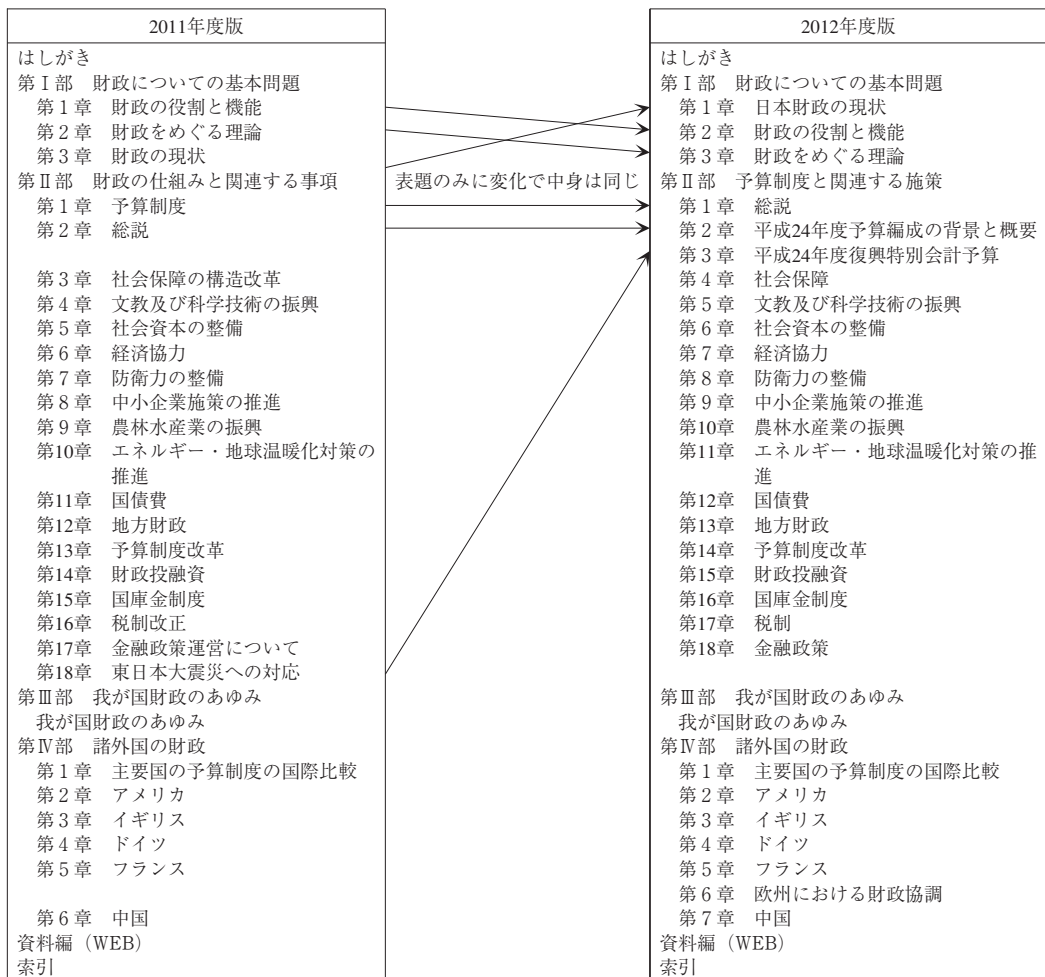 2011年度版
はしがき
第Ⅰ部 財政についての基本問題
第1章 財政の役割と機能
第2章 財政をめぐる理論
第3章 財政の現状
第Ⅱ部 財政の仕組みと関連する事項
第1章 予算制度
第2章 総説
第3章 社会保障の構造改革
第4章 文教及び科学技術の振興
第5章 社会資本の整備
第6章 経済協力
第7章 防衛力の整備
第8章 中小企業施策の推進
第9章 農林水産業の振興
第10章 エネルギー・地球温暖化対策の
推進
第11章 国債費
第12章 地方財政
第13章 予算制度改革
第14章 財政投融資
第15章 国庫金制度
第16章 税制改正
第17章 金融政策運営について
第18章 東日本大震災への対応
第Ⅲ部 我が国財政のあゆみ
我が国財政のあゆみ
第Ⅳ部 諸外国の財政
第1章 主要国の予算制度の国際比較
第2章 アメリカ
第3章 イギリス
第4章 ドイツ
第5章 フランス
第6章 中国
資料編（WEB）
索引
表題のみに変化で中身は同じ
2012年度版
はしがき
第Ⅰ部 財政についての基本問題
第1章 日本財政の現状
第2章 財政の役割と機能
第3章 財政をめぐる理論
第Ⅱ部 予算制度と関連する施策
第1章 総説
第2章 平成24年度予算編成の背景と概要
第3章 平成24年度復興特別会計予算
第4章 社会保障
第5章 文教及び科学技術の振興
第6章 社会資本の整備
第7章 経済協力
第8章 防衛力の整備
第9章 中小企業施策の推進
第10章 農林水産業の振興
第11章 エネルギー・地球温暖化対策の推
進
第12章 国債費
第13章 地方財政
第14章 予算制度改革
第15章 財政投融資
第16章 国庫金制度
第17章 税制
第18章 金融政策
第Ⅲ部 我が国財政のあゆみ
我が国財政のあゆみ
第Ⅳ部 諸外国の財政
第1章 主要国の予算制度の国際比較
第2章 アメリカ
第3章 イギリス
第4章 ドイツ
第5章 フランス
第6章 欧州における財政協調
第7章 中国
資料編（WEB）
索引